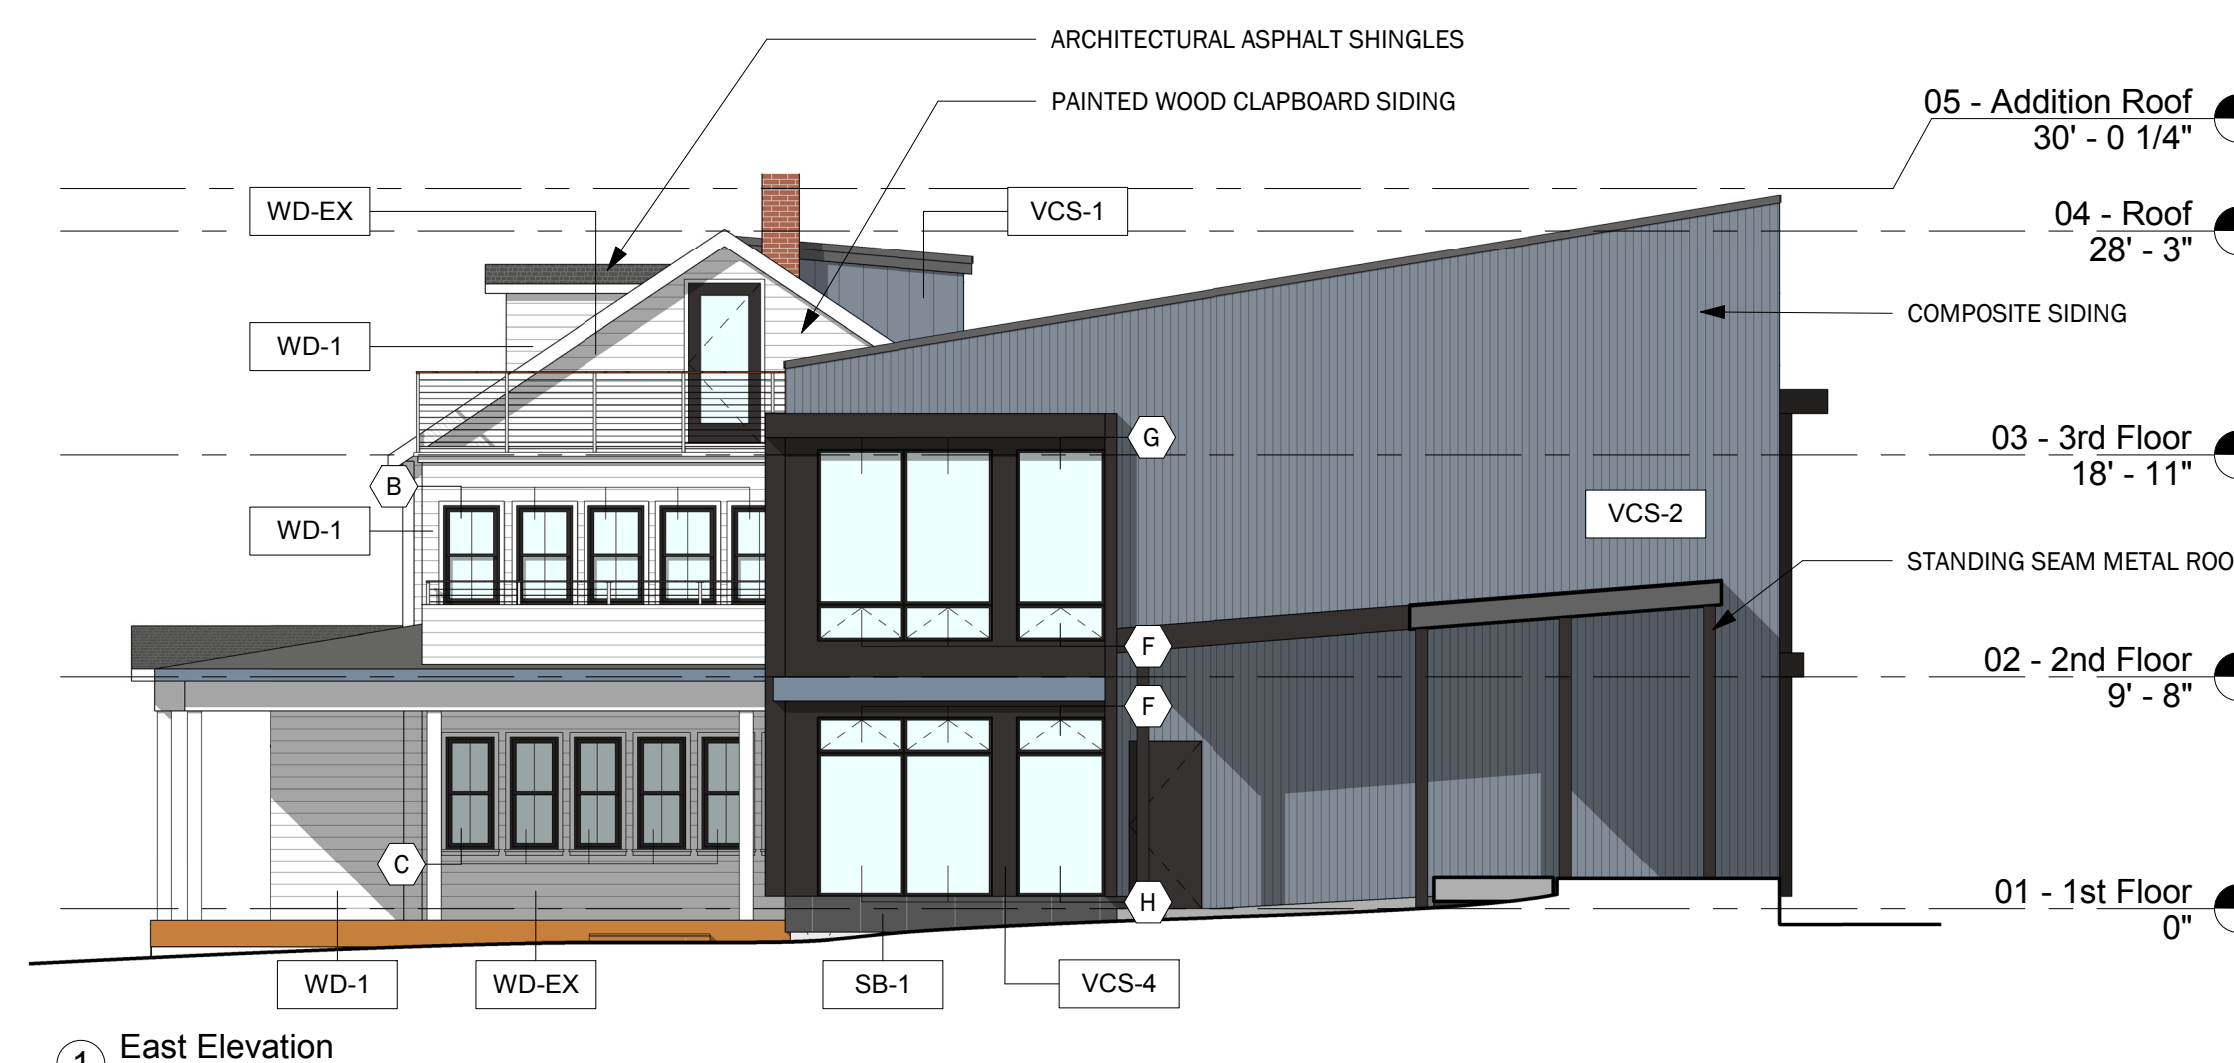 ARCHITECTURAL ASPHALT SHINGLES
PAINTED WOOD CLAPBOARD SIDING
05 - Addition Roof
30' - 0 1/4"
WD-EX
VCS-1
04 - Roof
28' - 3"
COMPOSITE SIDING
WD-1
G
03 - 3rd Floor
18' - 11"
B
WD-1
VCS-2
STANDING SEAM METAL ROO
F
02 - 2nd Floor
9' - 8"
F
C
H
01 - 1st Floor
0"
WD-1
WD-EX
SB-1
VCS-4
1
East Elevation